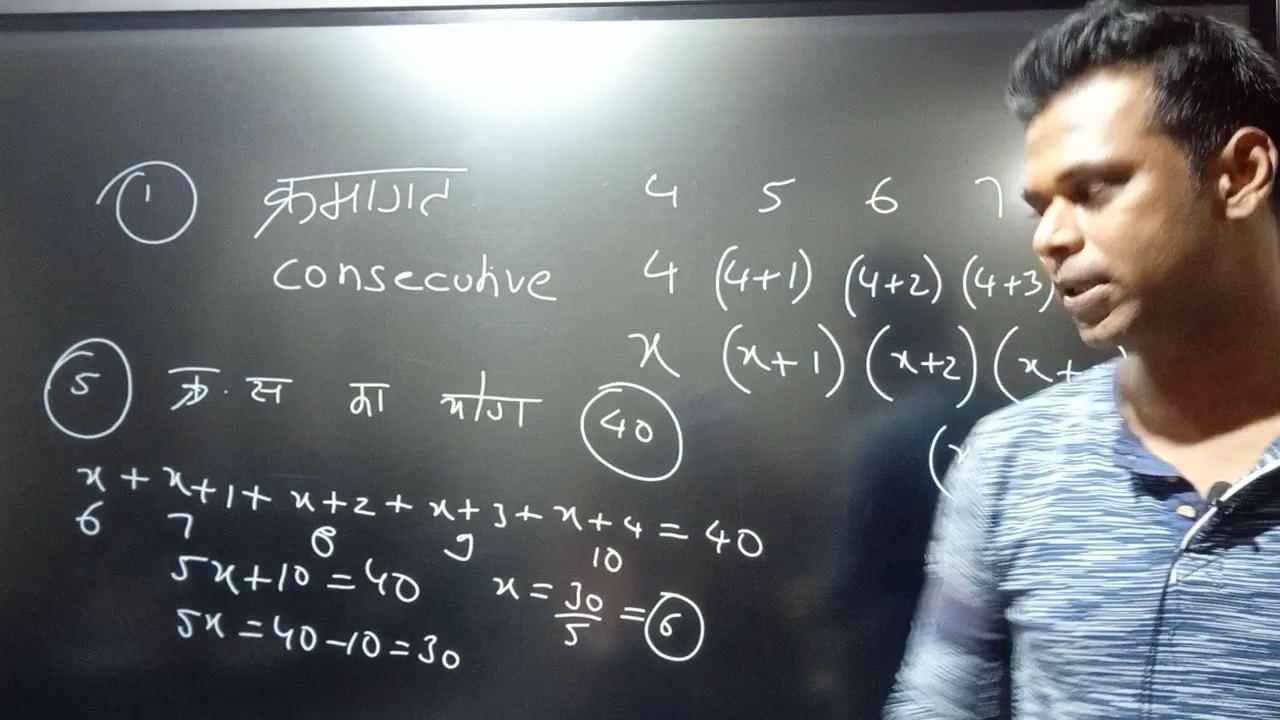 1 क्रमागत 4 5 6 7
consecutive 4 (4+1) (4+2) (4+3)
x (x+1) (x+2) (x+
5 क्र. स का योग 40
(x
x + x+1 + x+2 + x+3 + x+4 = 40
6 7 8 9 10
5x+10 = 40 x = 30/5 = 6
5x = 40-10 = 30